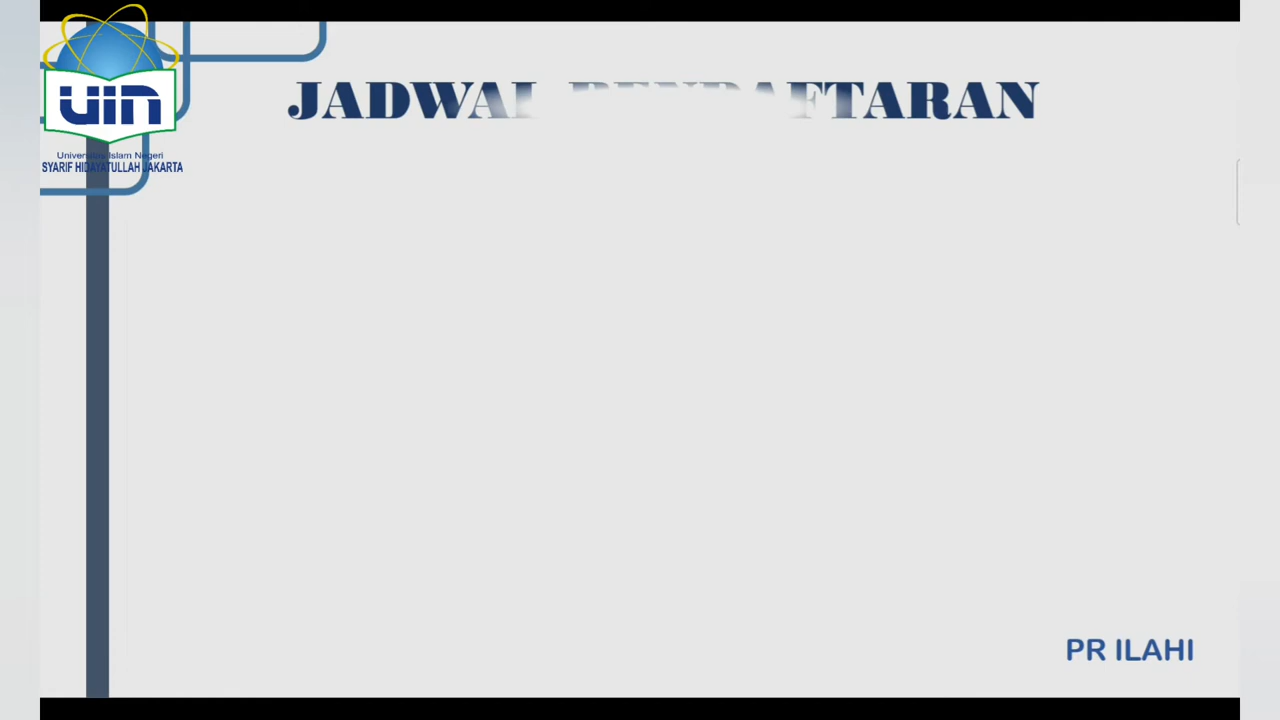 uin
Universitas Islam Negeri
SYARIF HIDAYATULLAH JAKARTA
JADWAL PENDAFTARAN
PR ILAHI